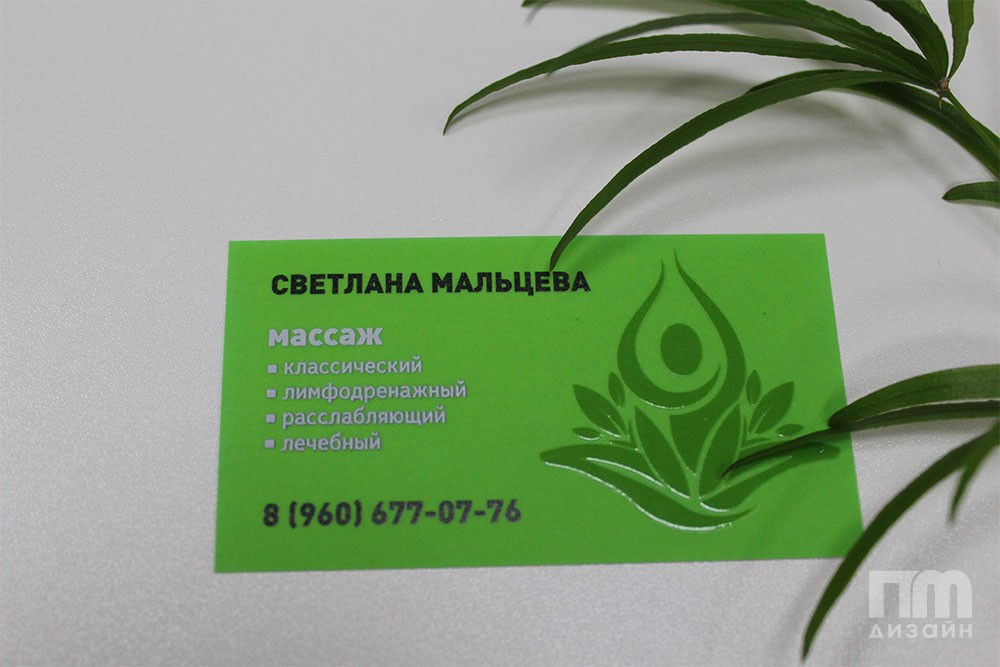 СВЕТЛАНА МАЛЬЦЕВА
массаж
▪ классический
▪ лимфодренажный
▪ расслабляющий
▪ лечебный
8 (960) 677-07-76
ПМ
дизайн